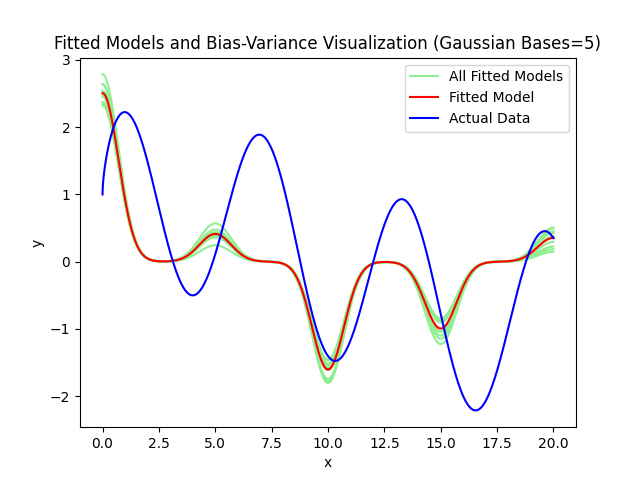 Fitted Models and Bias-Variance Visualization (Gaussian Bases=5)
All Fitted Models
Fitted Model
Actual Data
3
2
1
0
−1
−2
y
0.0 2.5 5.0 7.5 10.0 12.5 15.0 17.5 20.0
x